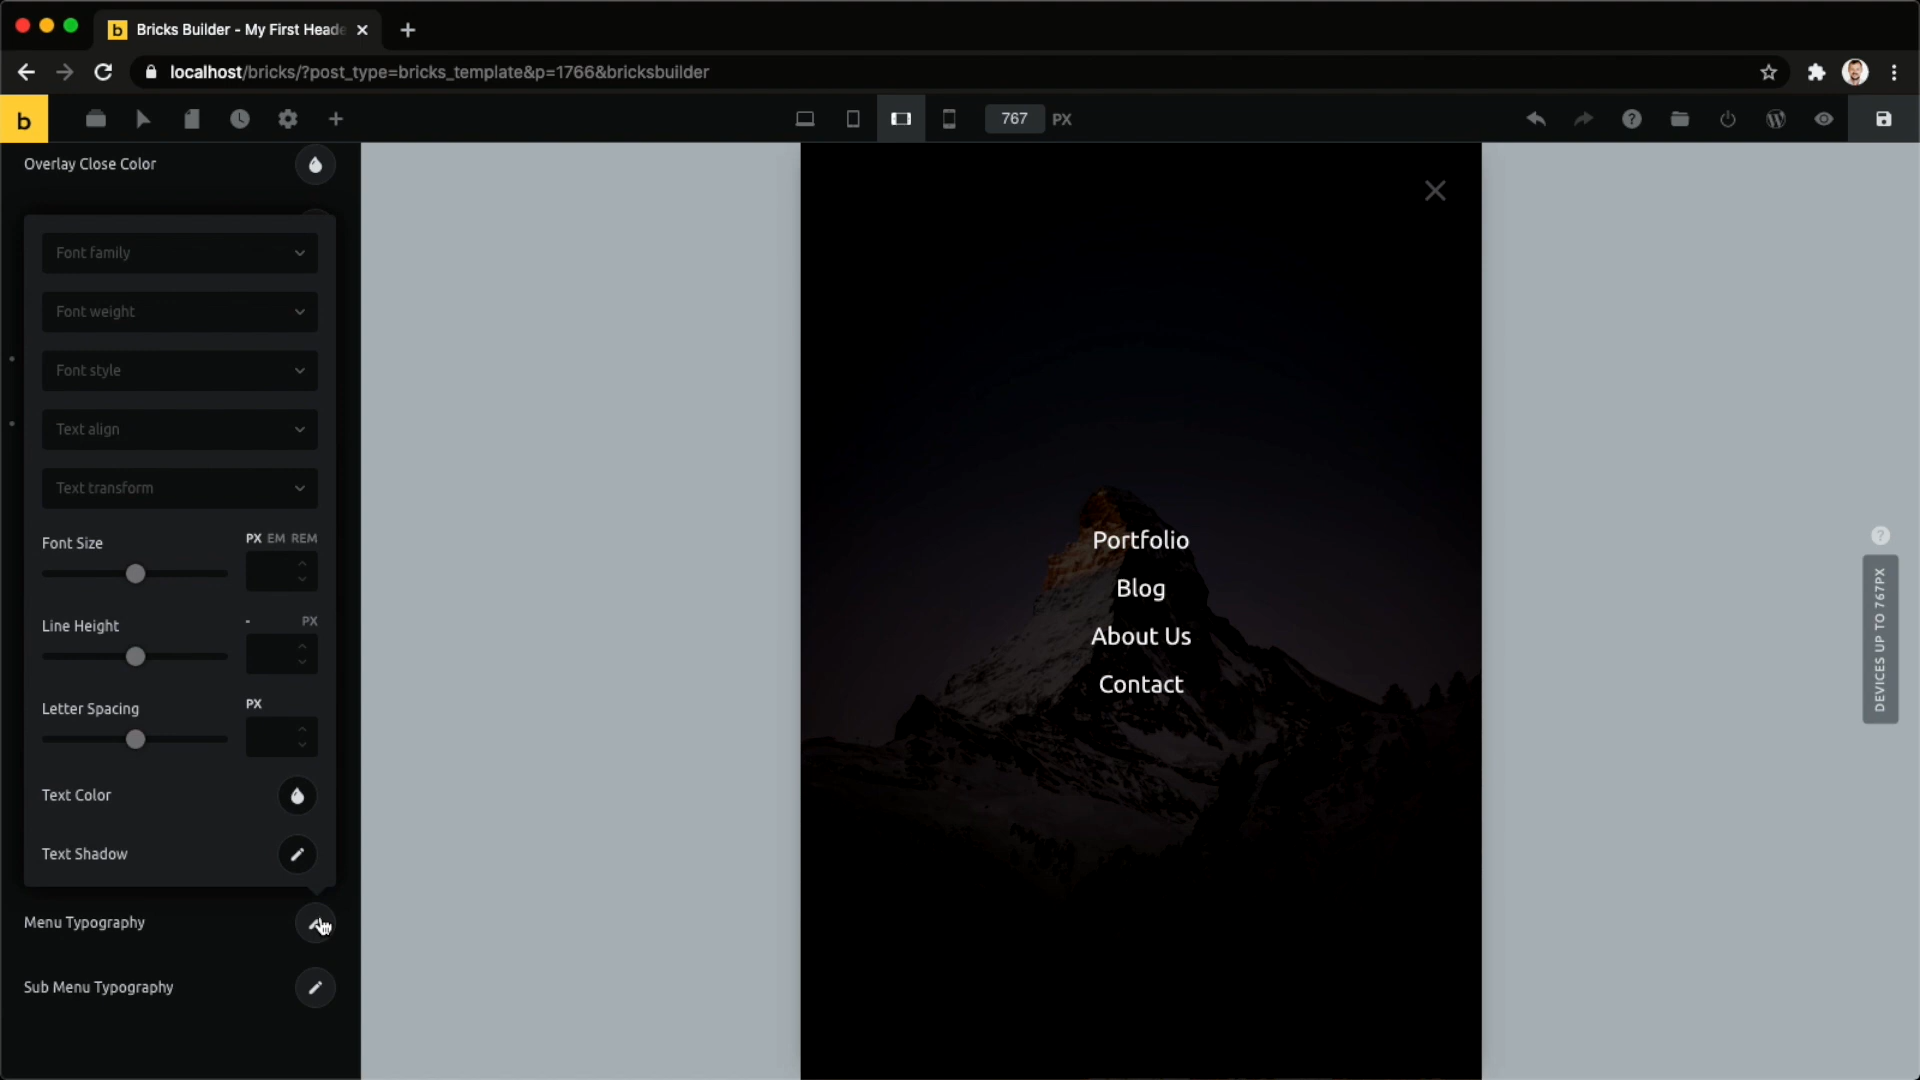 Bricks Builder - My First Heade
localhost/bricks/?post_type=bricks_template&p=1766&bricksbuilder
b
767 PX
Overlay Close Color
Font family
Font weight
Font style
Text align
Text transform
Font Size
PX EM REM
Line Height
- PX
Letter Spacing
PX
Text Color
Text Shadow
Menu Typography
Sub Menu Typography
Portfolio
Blog
About Us
Contact
?
DEVICES UP TO 767PX